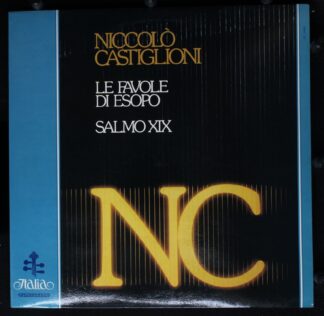 NICCOLÒ
CASTIGLIONI
LE FAVOLE
DI ESOPO
SALMO XIX
NC
Italia